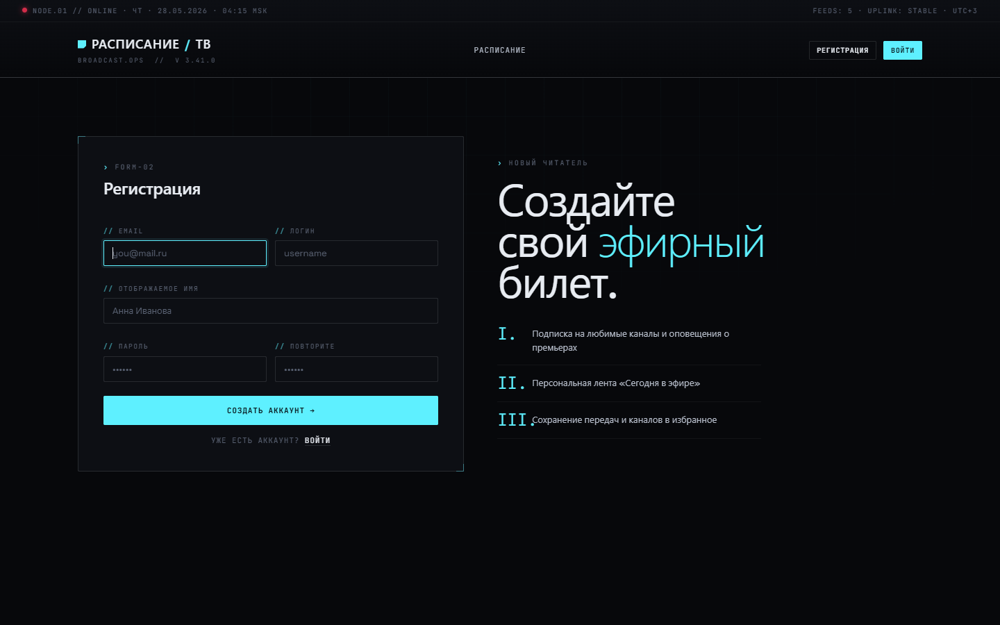 NODE.01 // ONLINE · ЧТ · 28.05.2026 · 04:15 MSK
FEEDS: 5 · UPLINK: STABLE · UTC+3
РАСПИСАНИЕ / ТВ
BROADCAST.OPS // V 3.41.0
РАСПИСАНИЕ
РЕГИСТРАЦИЯ
ВОЙТИ
› FORM-02
Регистрация
// EMAIL
// ЛОГИН
you@mail.ru
username
// ОТОБРАЖАЕМОЕ ИМЯ
Анна Иванова
// ПАРОЛЬ
// ПОВТОРИТЕ
••••••
••••••
СОЗДАТЬ АККАУНТ →
УЖЕ ЕСТЬ АККАУНТ? ВОЙТИ
› НОВЫЙ ЧИТАТЕЛЬ
Создайте
свой эфирный
билет.
I. Подписка на любимые каналы и оповещения о
премьерах
II. Персональная лента «Сегодня в эфире»
III. Сохранение передач и каналов в избранное